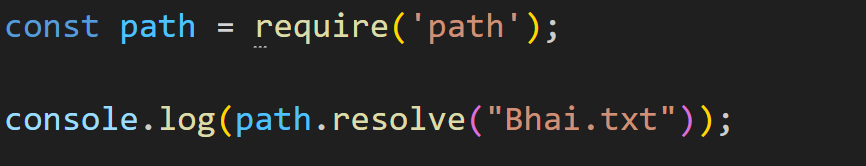 const path = require('path');
console.log(path.resolve("Bhai.txt"));